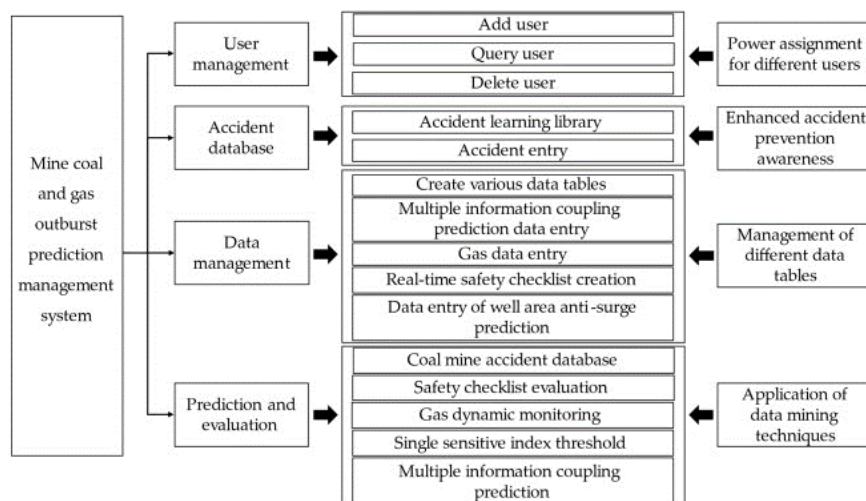 Mine coal
and gas
outburst
prediction
management
system
User
management
Add user
Query user
Delete user
Power assignment
for different users
Accident
database
Accident learning library
Accident entry
Enhanced accident
prevention
awareness
Data
management
Create various data tables
Multiple information coupling
prediction data entry
Gas data entry
Real-time safety checklist creation
Data entry of well area anti-surge
prediction
Management
of different data
tables
Prediction and
evaluation
Coal mine accident database
Safety checklist evaluation
Gas dynamic monitoring
Single sensitive index threshold
Multiple information coupling
prediction
Application of
data mining
techniques